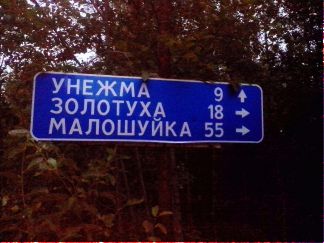 УНЕЖМА 9 ↑
ЗОЛОТУХА 18 →
МАЛОШУЙКА 55 →